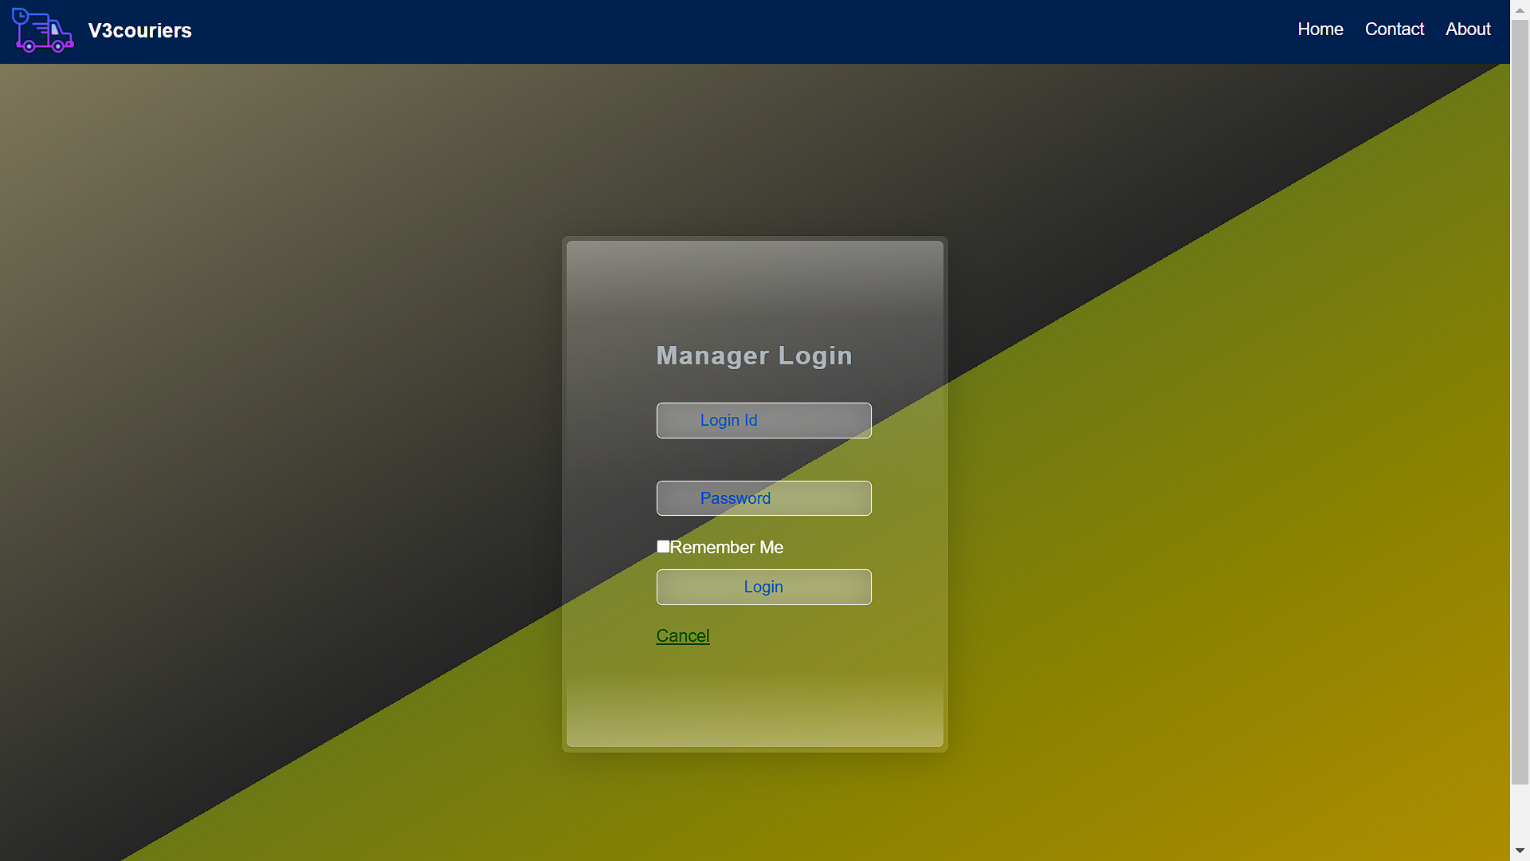 V3couriers
Home Contact About
Manager Login
Login Id
Password
Remember Me
Login
Cancel